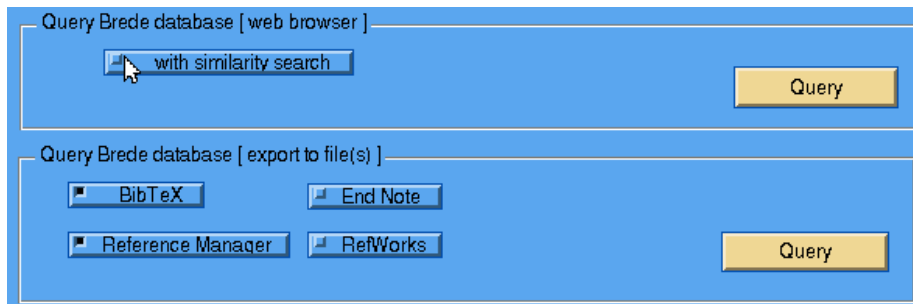 Query Brede database [ web browser ]
with similarity search
Query
Query Brede database [ export to file(s) ]
BibTeX
End Note
Reference Manager
RefWorks
Query